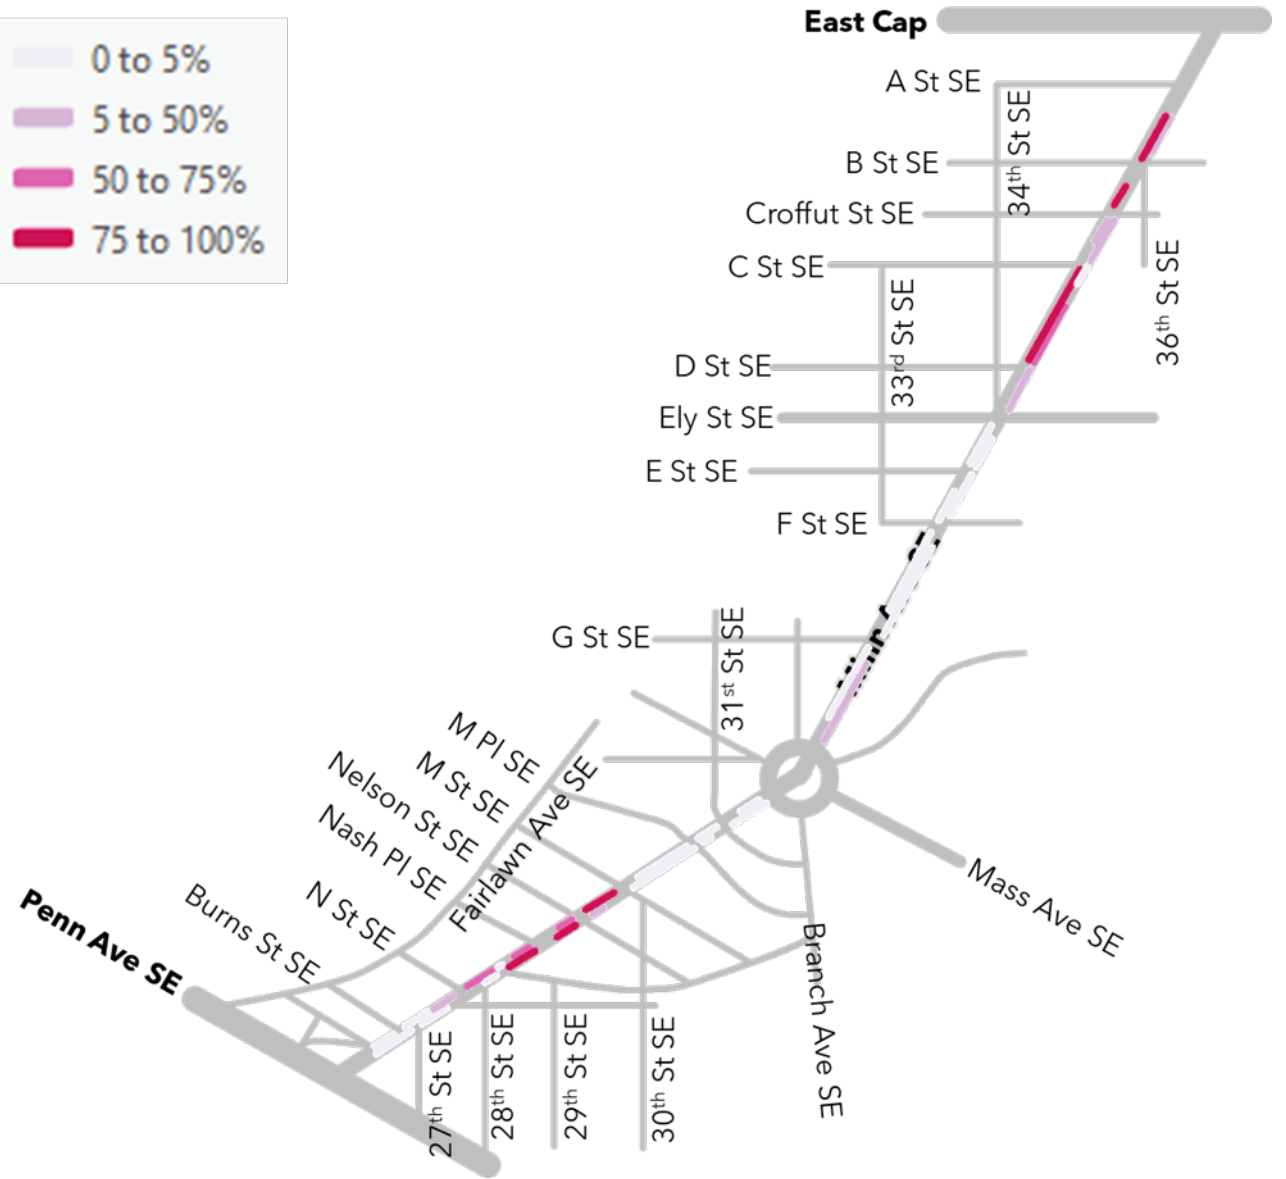 0 to 5%
5 to 50%
50 to 75%
75 to 100%
East Cap
A St SE
34th St SE
B St SE
Croffut St SE
36th St SE
C St SE
33rd St SE
D St SE
Ely St SE
E St SE
F St SE
G St SE
31st St SE
M Pl SE
M St SE
Nelson St SE
Nash Pl SE
Fairlawn Ave SE
N St SE
Burns St SE
Penn Ave SE
Mass Ave SE
Branch Ave SE
27th St SE
28th St SE
29th St SE
30th St SE